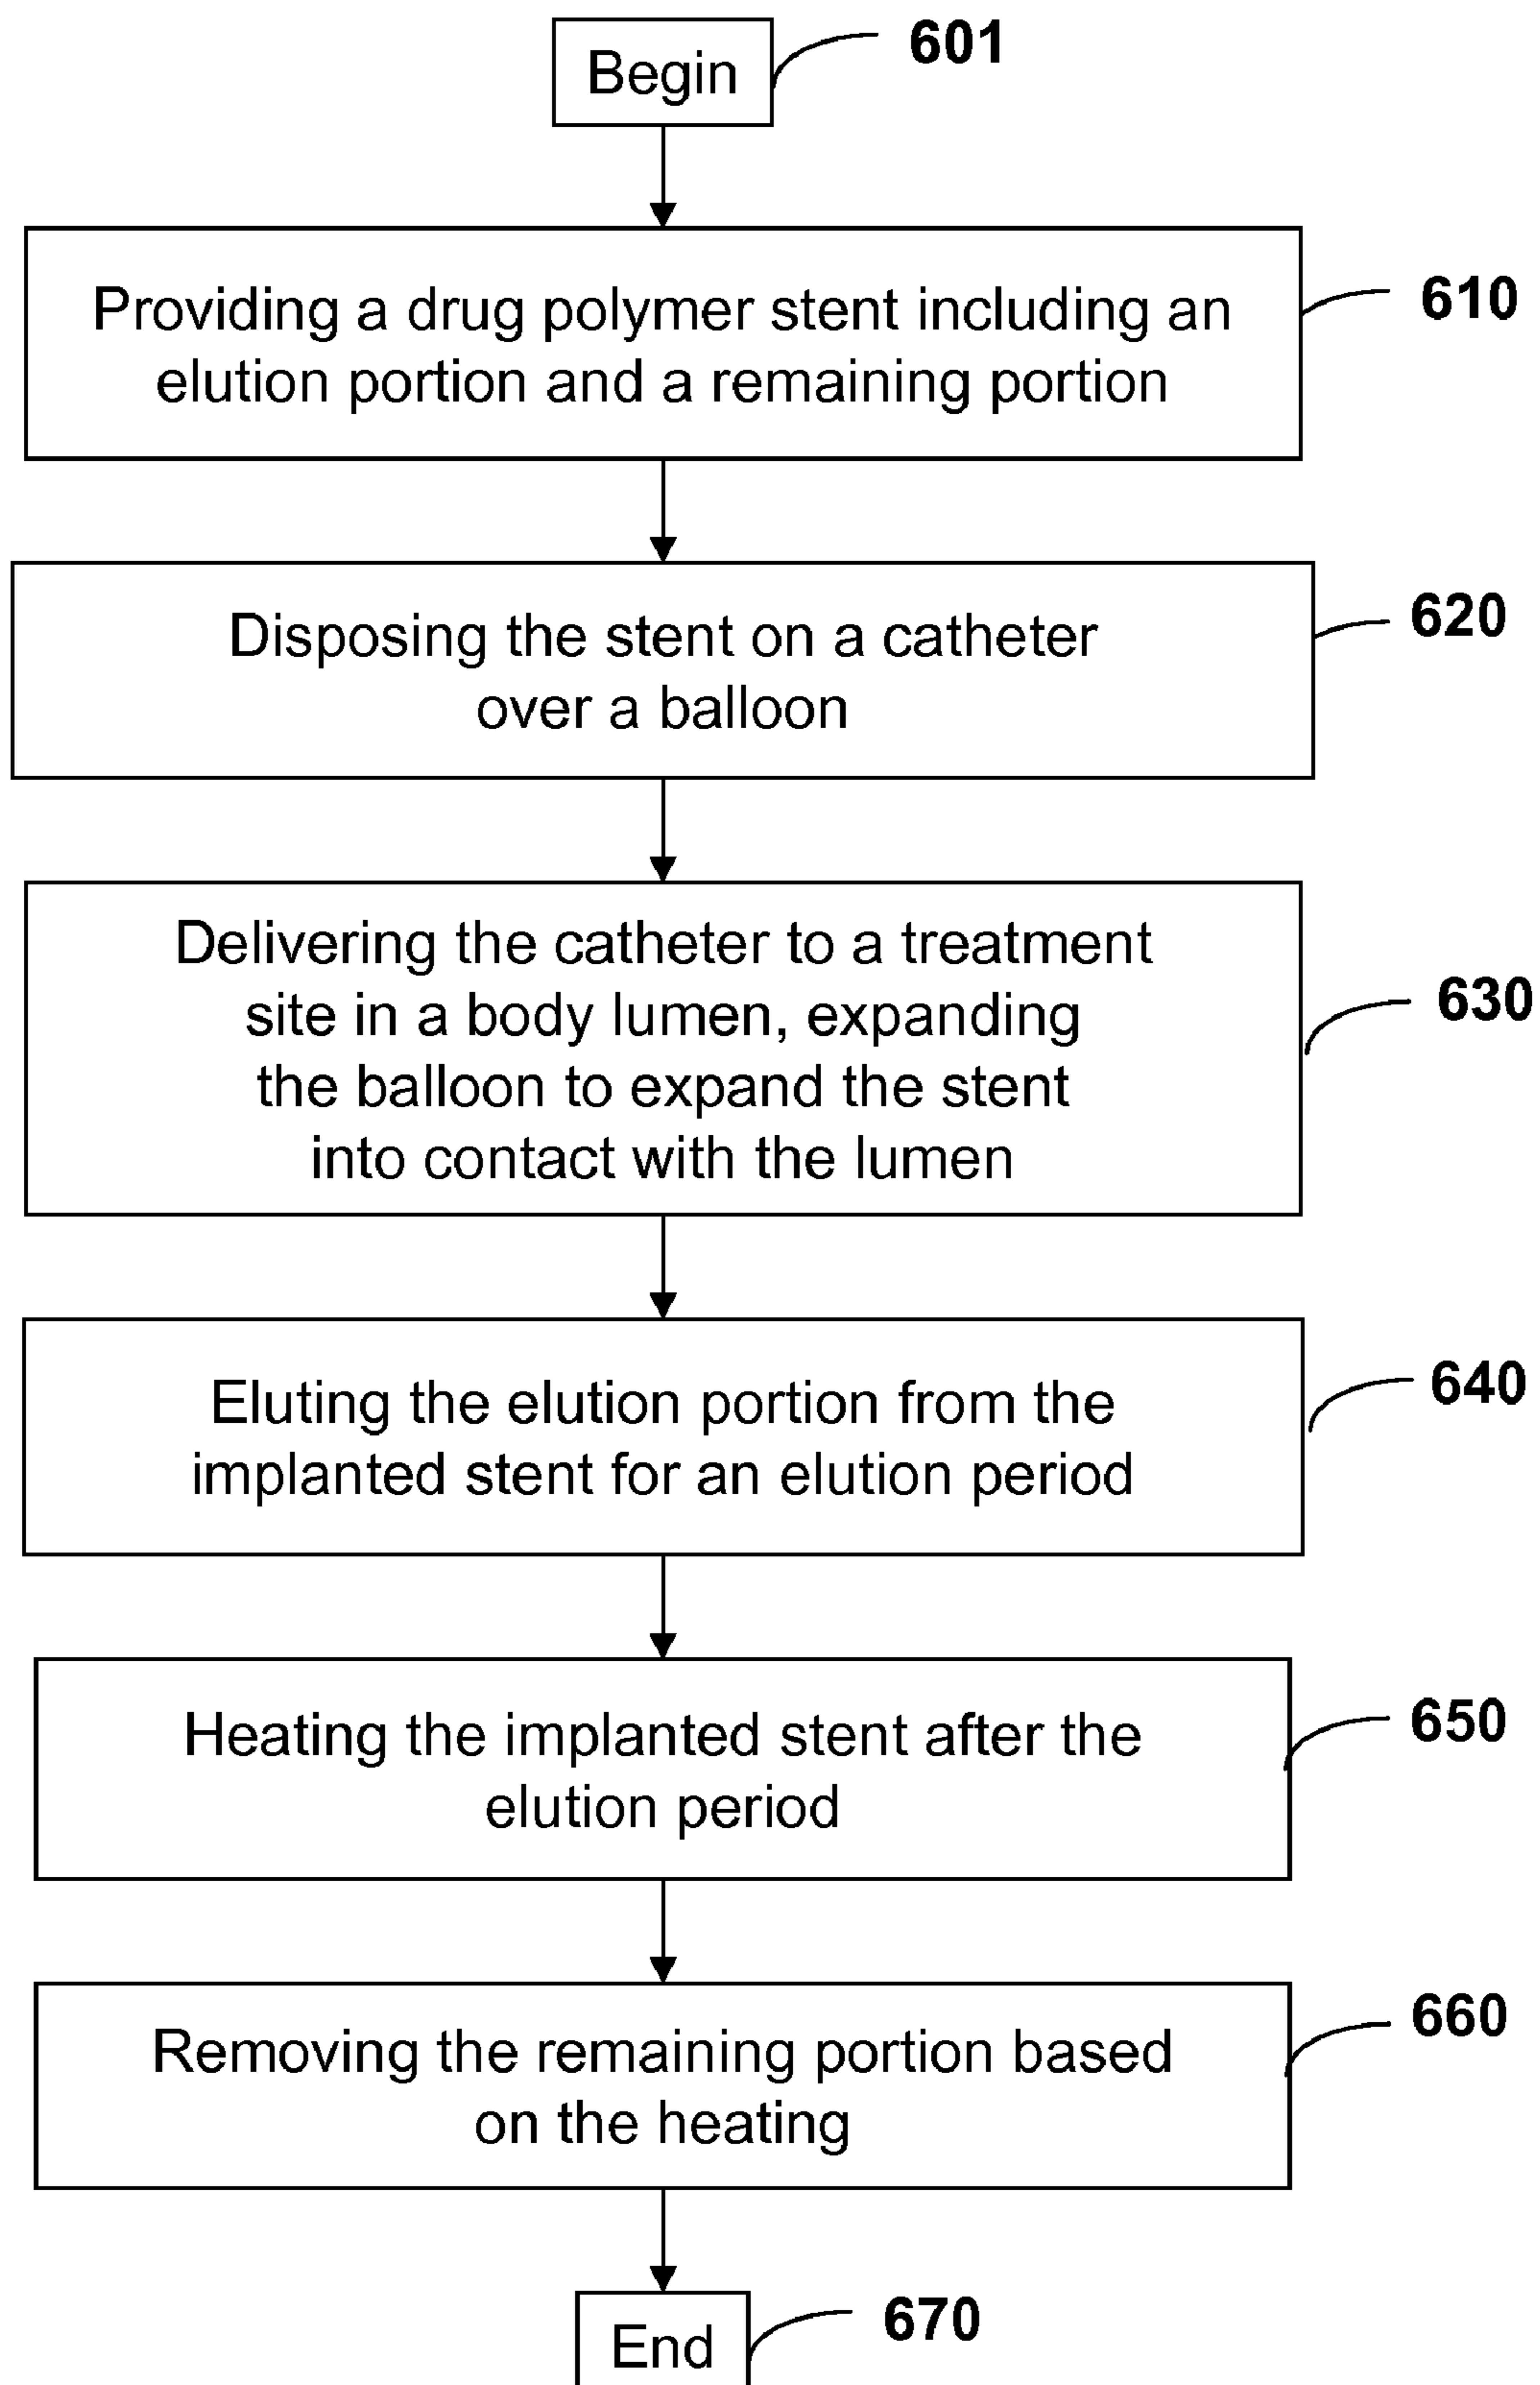 Begin
601
Providing a drug polymer stent including an
elution portion and a remaining portion
610
Disposing the stent on a catheter
over a balloon
620
Delivering the catheter to a treatment
site in a body lumen, expanding
the balloon to expand the stent
into contact with the lumen
630
Eluting the elution portion from the
implanted stent for an elution period
640
Heating the implanted stent after the
elution period
650
Removing the remaining portion based
on the heating
660
End
670